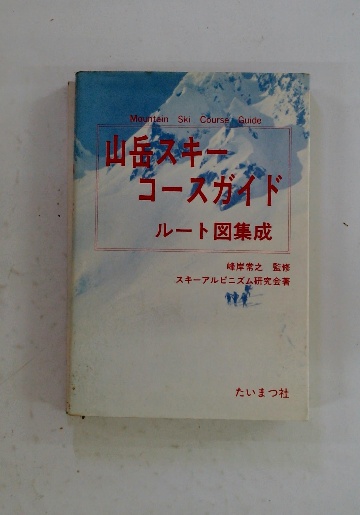 Mountain Ski Course Guide
山岳スキー
コースガイド
ルート図集成
峰岸常之 監修
スキーアルピニズム研究会著
たいまつ社